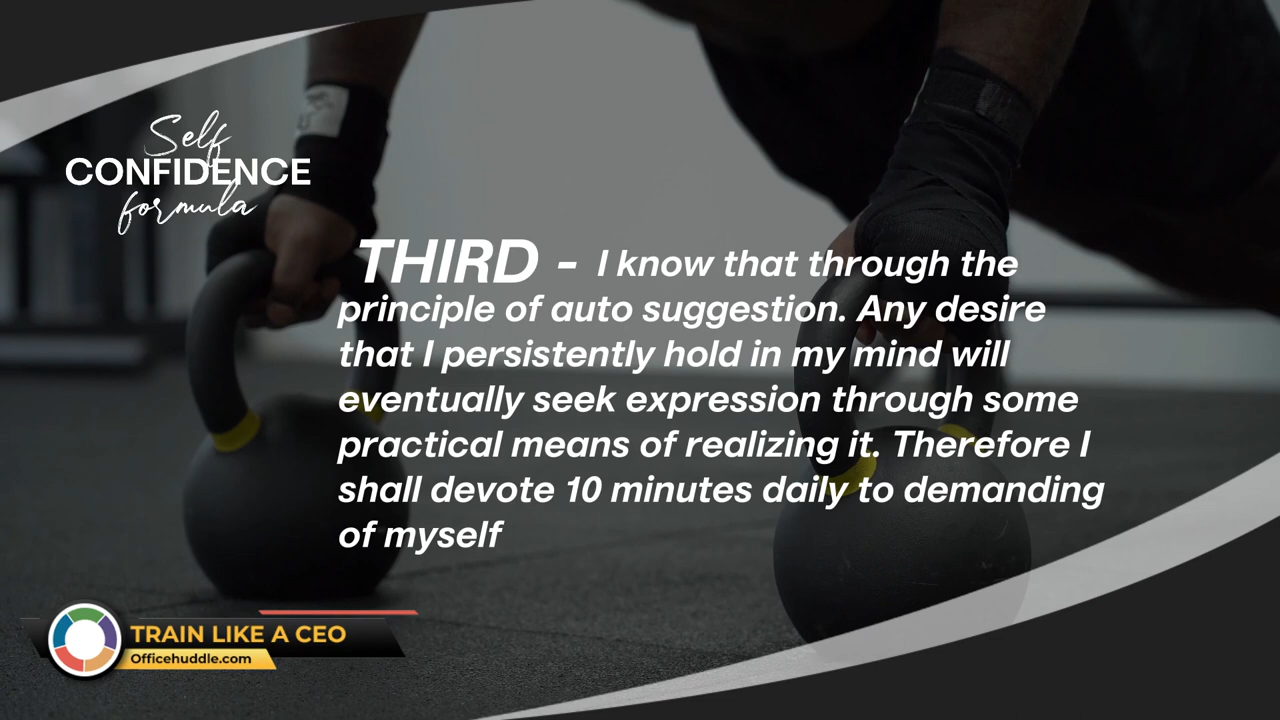 Self
CONFIDENCE
formula
THIRD - I know that through the
principle of auto suggestion. Any desire
that I persistently hold in my mind will
eventually seek expression through some
practical means of realizing it. Therefore I
shall devote 10 minutes daily to demanding
of myself
TRAIN LIKE A CEO
Officehuddle.com